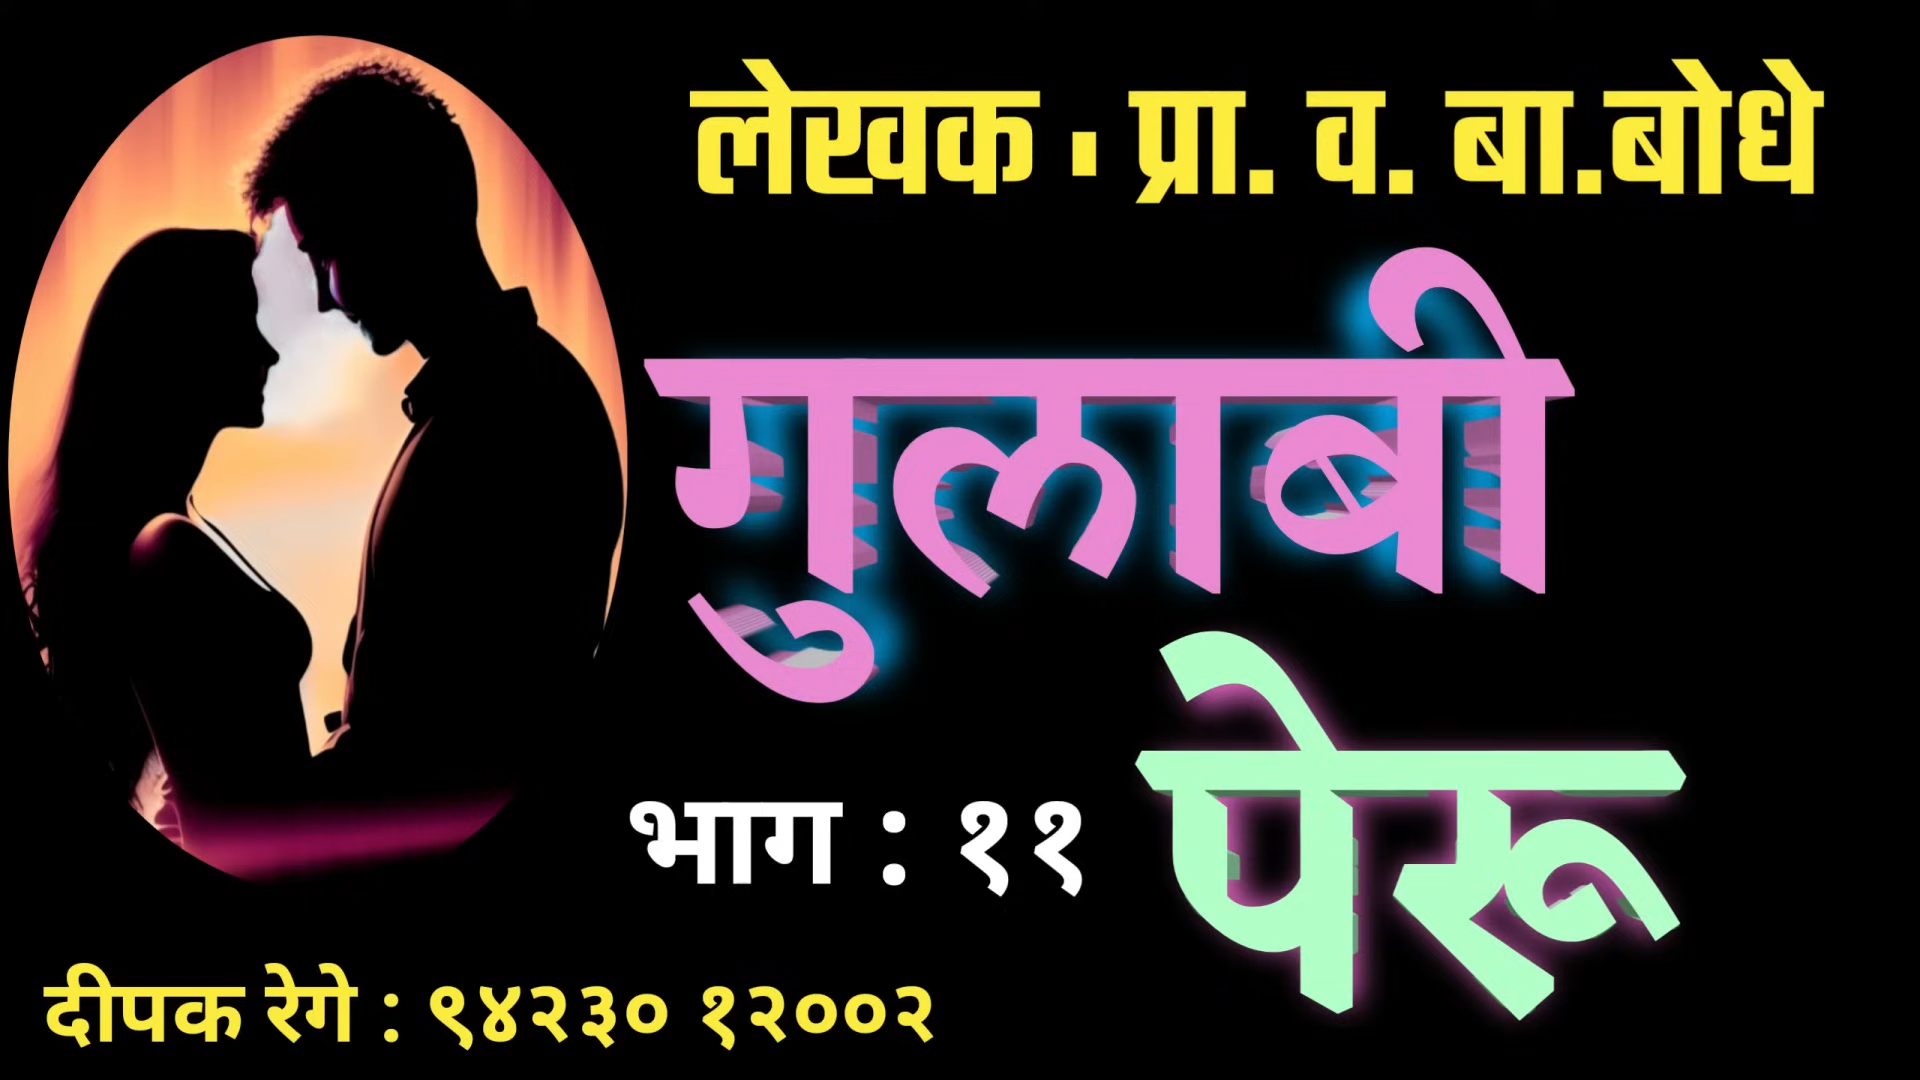 लेखक : प्रा. व. बा.बोधे
गुलाबी
पेरू
भाग : ११
दीपक रेगे : ९४२३० १२००२